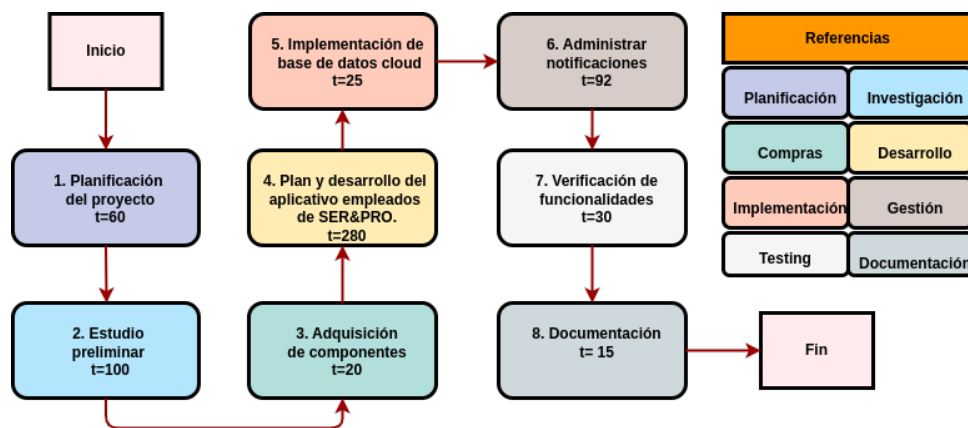 Inicio
1. Planificación
del proyecto
t=60
2. Estudio
preliminar
t=100
3. Adquisición
de componentes
t=20
4. Plan y desarrollo del
aplicativo empleados
de SER&PRO.
t=280
5. Implementación de
base de datos cloud
t=25
6. Administrar
notificaciones
t=92
7. Verificación de
funcionalidades
t=30
8. Documentación
t= 15
Fin
Referencias
Planificación
Investigación
Compras
Desarrollo
Implementación
Gestión
Testing
Documentación